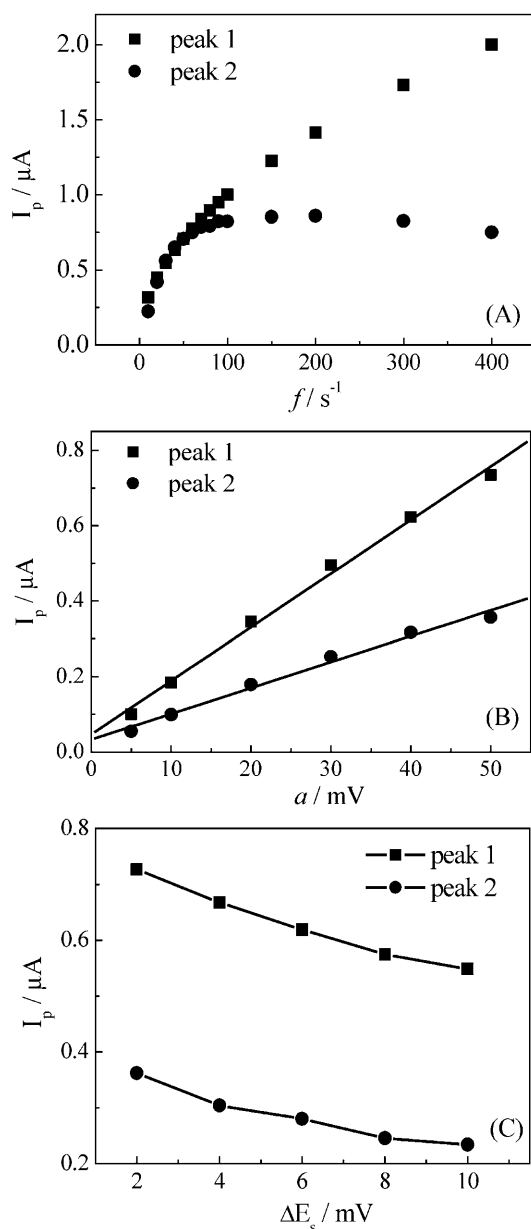 2.0
1.5
1.0
0.5
0.0
I_p / μA
peak 1
peak 2
(A)
0 100 200 300 400
f / s⁻¹
0.8
0.6
0.4
0.2
0.0
I_p / μA
peak 1
peak 2
(B)
0 10 20 30 40 50
a / mV
0.8
0.6
0.4
0.2
I_p / μA
peak 1
peak 2
(C)
2 4 6 8 10
ΔE_s / mV